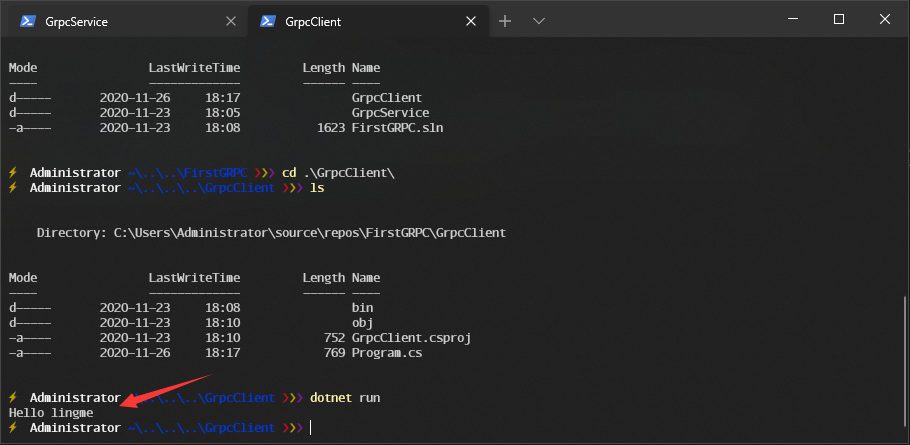 GrpcService
GrpcClient
Mode LastWriteTime Length Name
---- ------------- ------ ----
d----- 2020-11-26 18:17 GrpcClient
d----- 2020-11-23 18:05 GrpcService
-a---- 2020-11-23 18:08 1623 FirstGRPC.sln
⚡ Administrator ~\..\..\FirstGRPC ❯❯❯ cd .\GrpcClient\
⚡ Administrator ~\..\..\..\GrpcClient ❯❯❯ ls
Directory: C:\Users\Administrator\source\repos\FirstGRPC\GrpcClient
Mode LastWriteTime Length Name
---- ------------- ------ ----
d----- 2020-11-23 18:08 bin
d----- 2020-11-23 18:10 obj
-a---- 2020-11-23 18:10 752 GrpcClient.csproj
-a---- 2020-11-26 18:17 769 Program.cs
⚡ Administrator ~\..\..\..\GrpcClient ❯❯❯ dotnet run
Hello lingme
⚡ Administrator ~\..\..\..\GrpcClient ❯❯❯